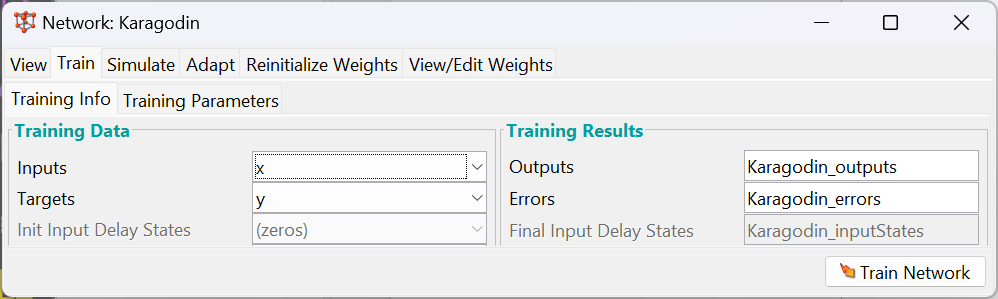 Network: Karagodin
View Train Simulate Adapt Reinitialize Weights View/Edit Weights
Training Info Training Parameters
Training Data
Inputs x
Targets y
Init Input Delay States (zeros)
Training Results
Outputs Karagodin_outputs
Errors Karagodin_errors
Final Input Delay States Karagodin_inputStates
Train Network